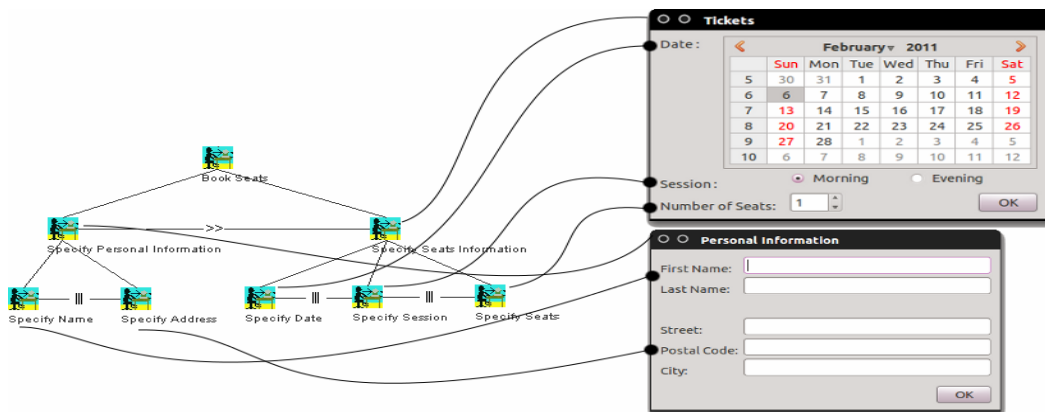 Book Seats
Specify Personal Information
>>
Specify Seats Information
Specify Name
|||
Specify Address
Specify Date
|||
Specify Session
|||
Specify Seats
Tickets
Date :
February 2011
Sun Mon Tue Wed Thu Fri Sat
5 30 31 1 2 3 4 5
6 6 7 8 9 10 11 12
7 13 14 15 16 17 18 19
8 20 21 22 23 24 25 26
9 27 28 1 2 3 4 5
10 6 7 8 9 10 11 12
Session :
Morning Evening
Number of Seats: 1
OK
Personal Information
First Name:
Last Name:
Street:
Postal Code:
City:
OK